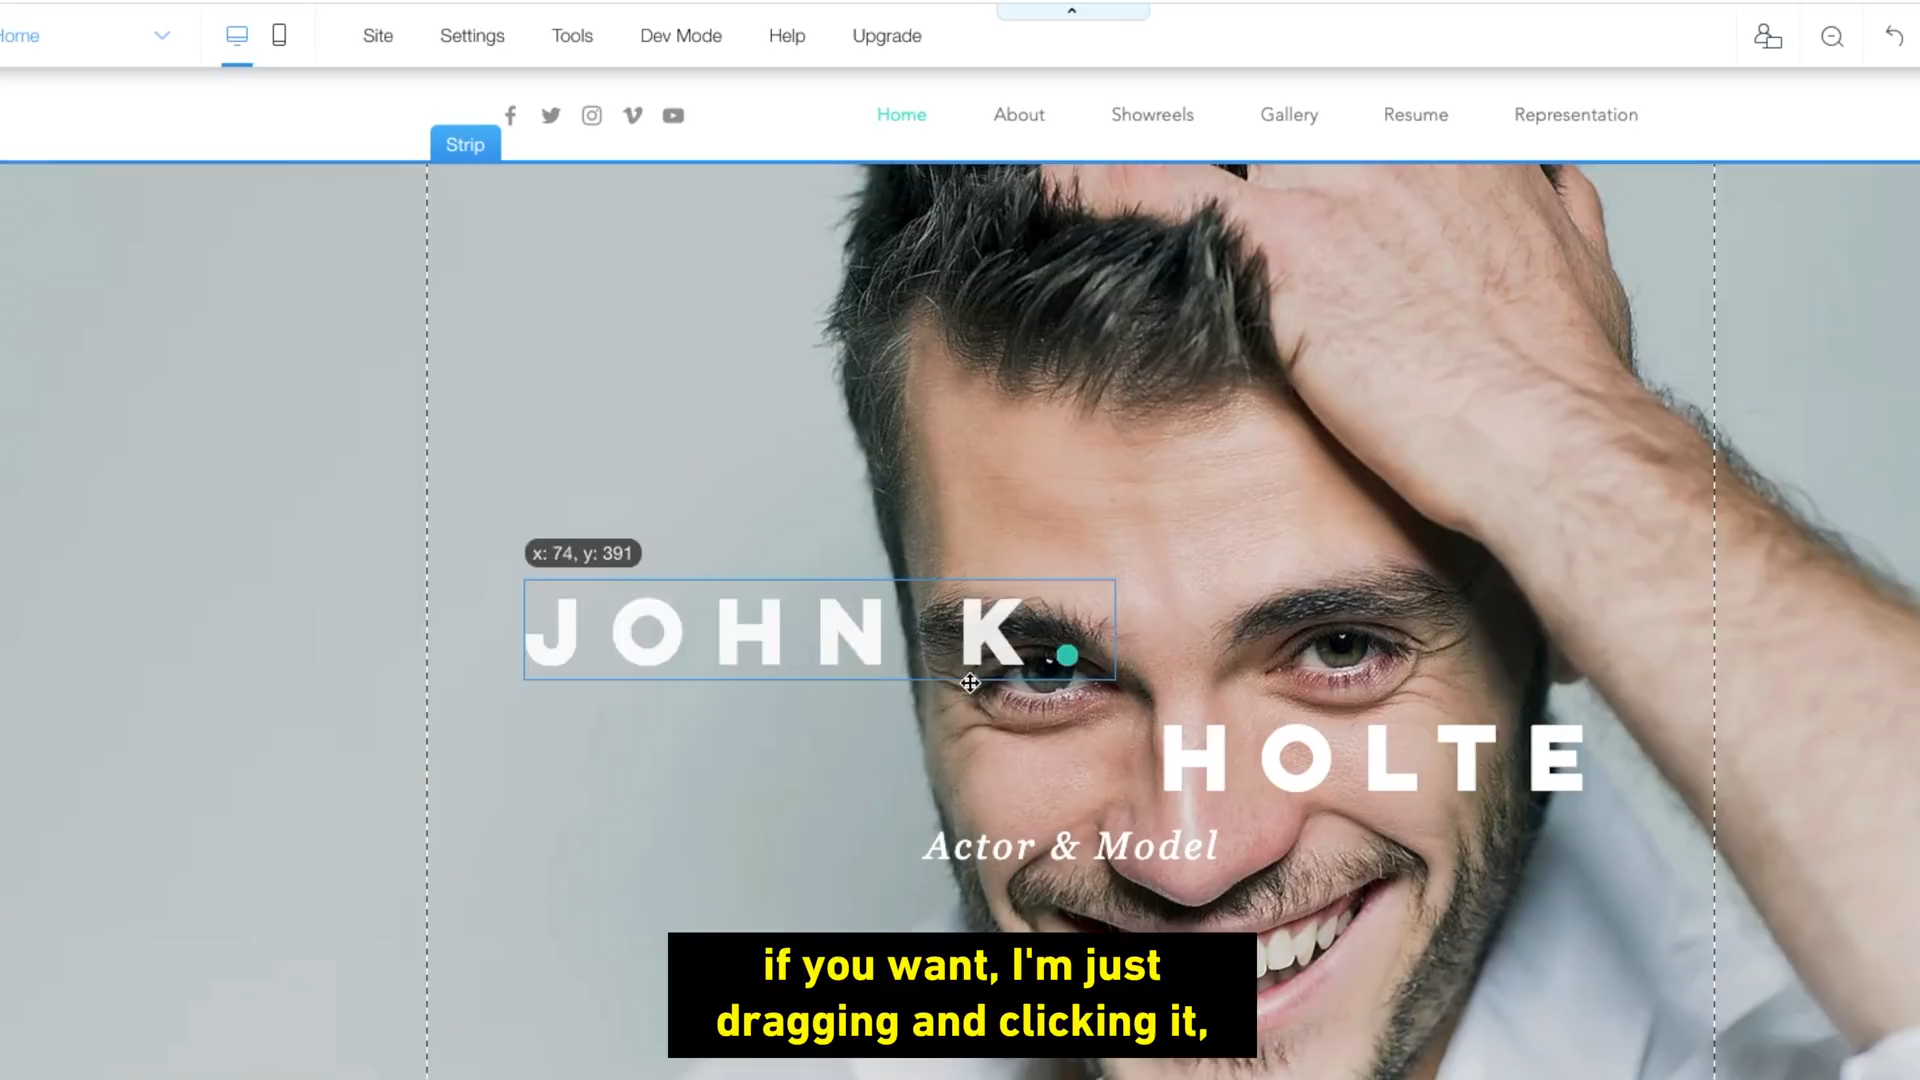 Home
Site Settings Tools Dev Mode Help Upgrade
Home About Showreels Gallery Resume Representation
Strip
x: 74, y: 391
JOHN K.
HOLTE
Actor & Model
if you want, I'm just
dragging and clicking it,